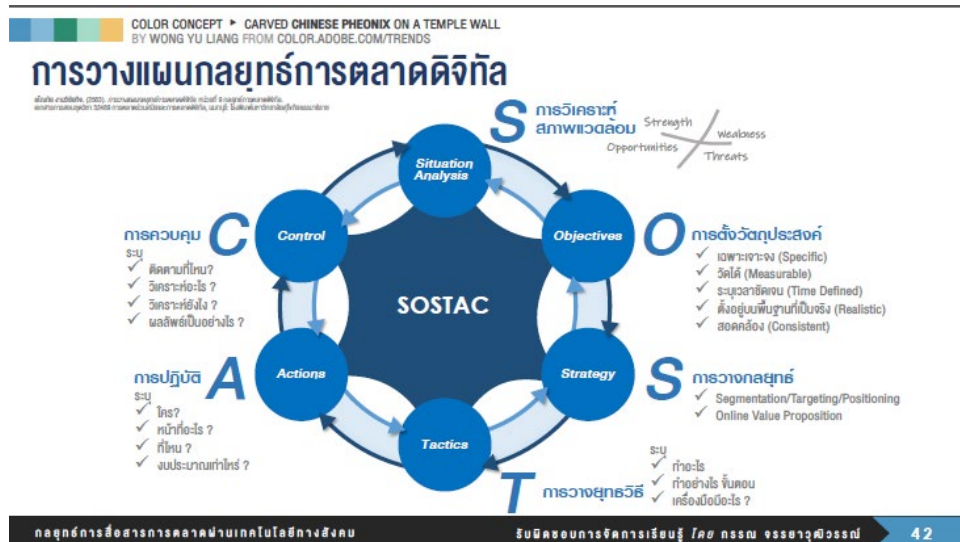 COLOR CONCEPT ▶ CARVED CHINESE PHEONIX ON A TEMPLE WALL
BY WONG YU LIANG FROM COLOR.ADOBE.COM/TRENDS
การวางแผนกลยุทธ์การตลาดดิจิทัล
S การวิเคราะห์
สภาพแวดล้อม
Strength
Weakness
Opportunities
Threats
Situation
Analysis
Control
Objectives
SOSTAC
Actions
Strategy
Tactics
การควบคุม C
ระบุ
✓ ติดตามที่ไหน?
✓ วิเคราะห์อะไร ?
✓ วิเคราะห์ยังไง ?
✓ ผลลัพธ์เป็นอย่างไร ?
O การตั้งวัตถุประสงค์
✓ เฉพาะเจาะจง (Specific)
✓ วัดได้ (Measurable)
✓ ระบุเวลาชัดเจน (Time Defined)
✓ ตั้งอยู่บนพื้นฐานที่เป็นจริง (Realistic)
✓ สอดคล้อง (Consistent)
การปฏิบัติ A
ระบุ
✓ ใคร?
✓ หน้าที่อะไร ?
✓ ที่ไหน ?
✓ งบประมาณเท่าไหร่ ?
S การวางกลยุทธ์
✓ Segmentation/Targeting/Positioning
✓ Online Value Proposition
T การวางยุทธวิธี
ระบุ
✓ ทำอะไร
✓ ทำอย่างไร ขั้นตอน
✓ เครื่องมือมีอะไร ?
กลยุทธ์การสื่อสารการตลาดผ่านเทคโนโลยีทางสังคม
รับผิดชอบการจัดการเรียนรู้ โดย กรรณ จรรยาวุฒิวรรณ์
42